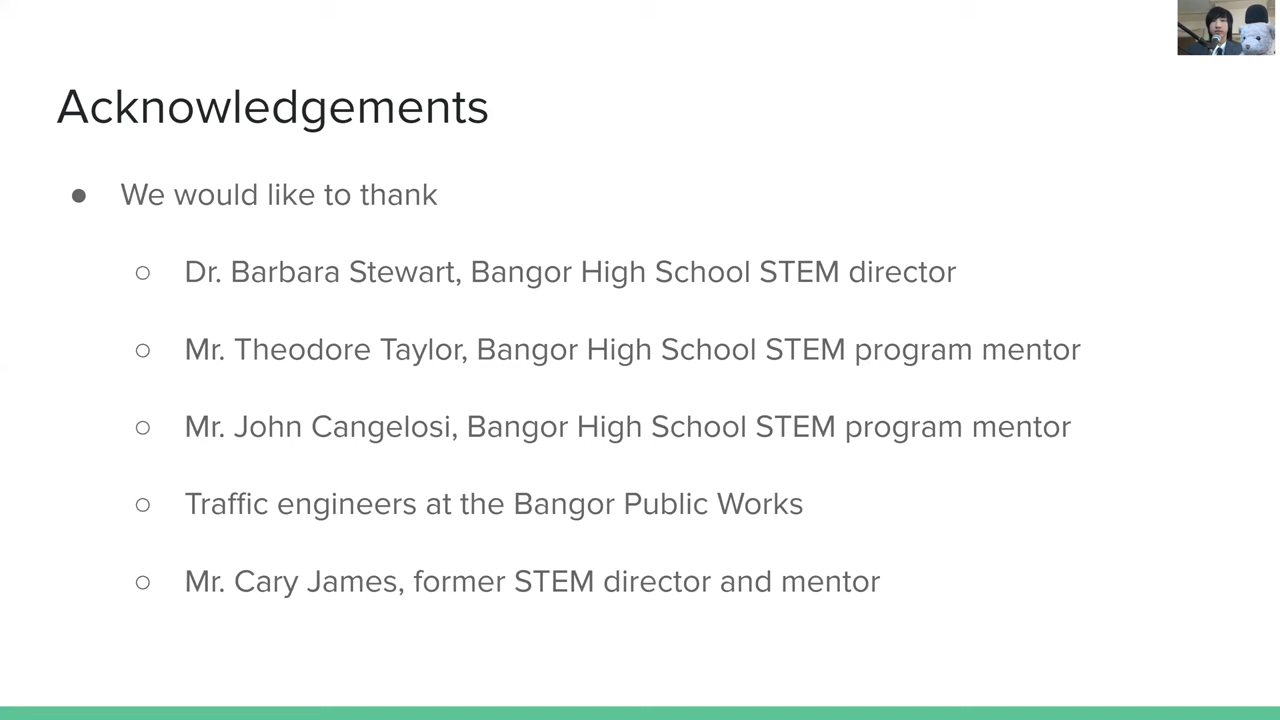 Acknowledgements
● We would like to thank
○ Dr. Barbara Stewart, Bangor High School STEM director
○ Mr. Theodore Taylor, Bangor High School STEM program mentor
○ Mr. John Cangelosi, Bangor High School STEM program mentor
○ Traffic engineers at the Bangor Public Works
○ Mr. Cary James, former STEM director and mentor